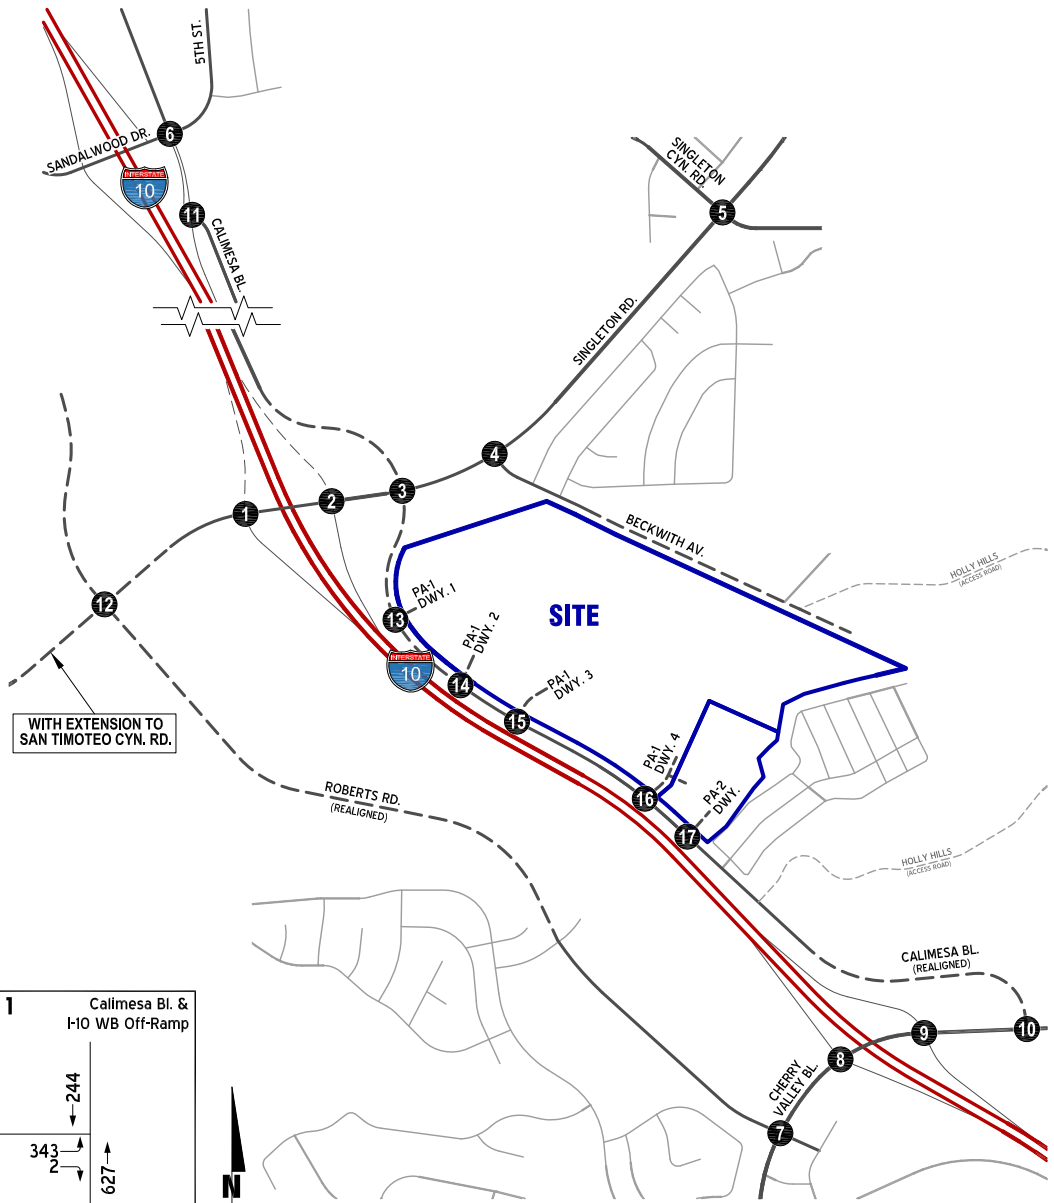 5TH ST.
6
SANDALWOOD DR.
INTERSTATE
10
11
CALIMESA BL.
SINGLETON
CYN. RD.
5
SINGLETON RD.
4
3
2
1
BECKWITH AV.
HOLLY HILLS
(ACCESS ROAD)
12
PA-1
DWY. 1
13
SITE
PA-1
DWY. 2
INTERSTATE
10
14
PA-1
DWY. 3
15
WITH EXTENSION TO
SAN TIMOTEO CYN. RD.
PA-1
DWY. 4
16
PA-2
DWY.
17
ROBERTS RD.
(REALIGNED)
HOLLY HILLS
(ACCESS ROAD)
CALIMESA BL.
(REALIGNED)
10
9
8
CHERRY
VALLEY BL.
7
1
Calimesa Bl. &
I-10 WB Off-Ramp
244
343
2
627
N